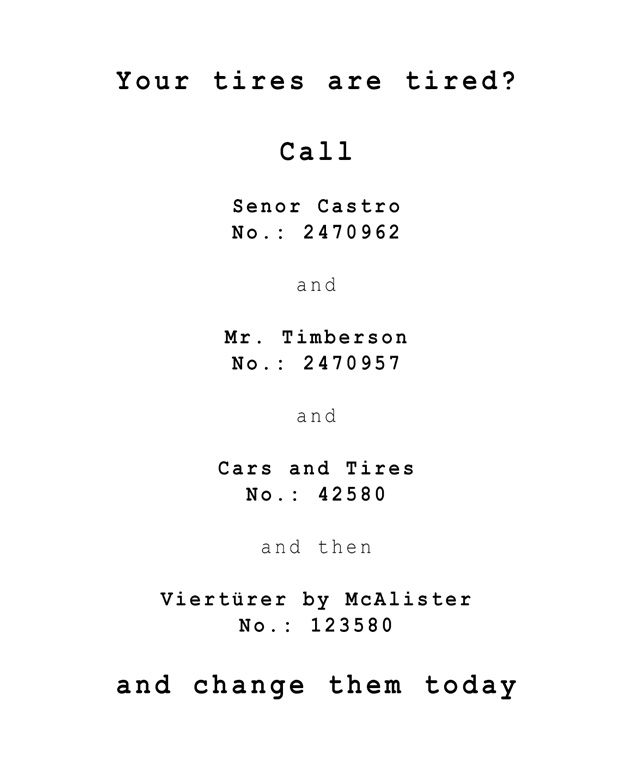 Your tires are tired?
Call
Senor Castro
No.: 2470962
and
Mr. Timberson
No.: 2470957
and
Cars and Tires
No.: 42580
and then
Viertürer by McAlister
No.: 123580
and change them today